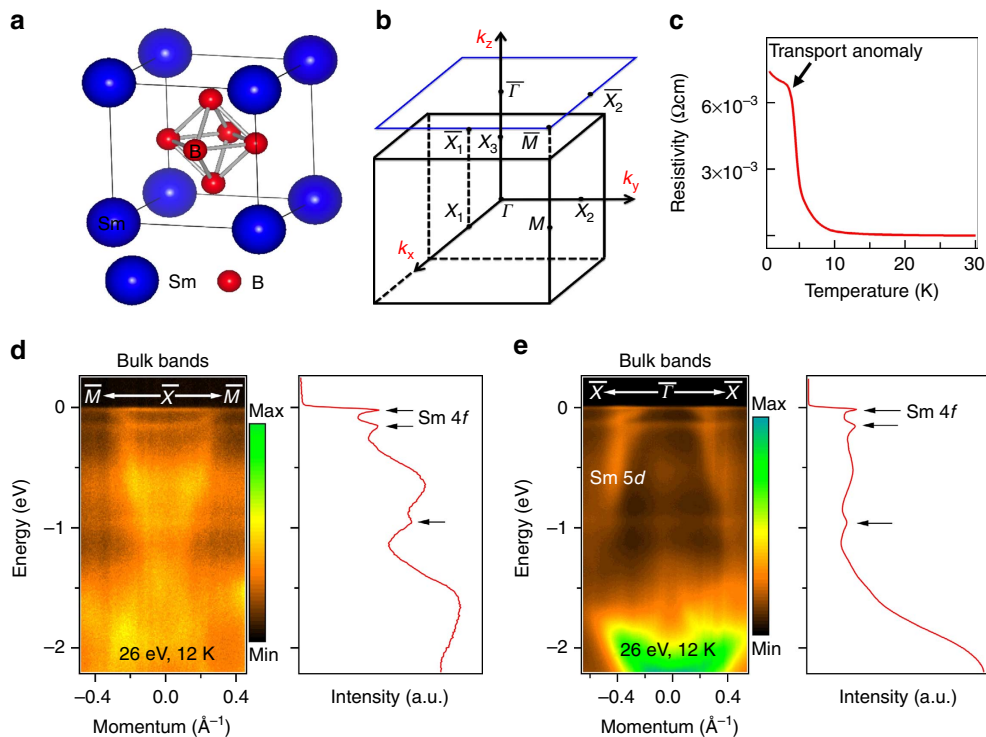 a
Sm
B
Sm
B
b
k_z
Γ̅
X̅_2
X̅_1
X_3
M̅
k_y
X_1
Γ
M
X_2
k_x
c
Transport anomaly
Resistivity (Ωcm)
6×10⁻³
3×10⁻³
0
10
20
30
Temperature (K)
d
Bulk bands
M̅
X̅
M̅
Max
Min
0
−1
−2
Energy (eV)
26 eV, 12 K
−0.4
0.0
0.4
Momentum (Å⁻¹)
Sm 4f
Intensity (a.u.)
e
Bulk bands
X̅
Γ̅
X̅
Max
Min
0
−1
−2
Energy (eV)
Sm 5d
26 eV, 12 K
−0.4
0.0
0.4
Momentum (Å⁻¹)
Sm 4f
Intensity (a.u.)